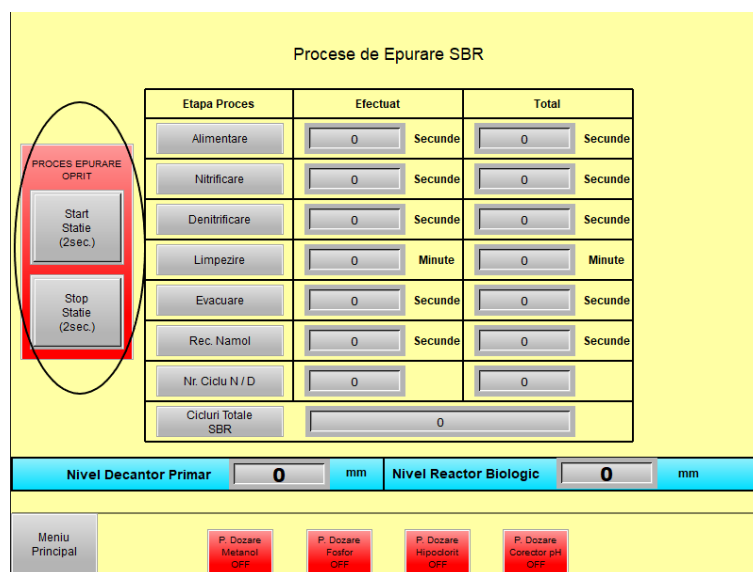 Procese de Epurare SBR
Etapa Proces Efectuat Total
Alimentare 0 Secunde 0 Secunde
PROCES EPURARE
OPRIT
Nitrificare 0 Secunde 0 Secunde
Start
Statie
(2sec.)
Denitrificare 0 Secunde 0 Secunde
Limpezire 0 Minute 0 Minute
Stop
Statie
(2sec.)
Evacuare 0 Secunde 0 Secunde
Rec. Namol 0 Secunde 0 Secunde
Nr. Ciclu N / D 0 0
Cicluri Totale
SBR
0
Nivel Decantor Primar 0 mm Nivel Reactor Biologic 0 mm
Meniu
Principal
P. Dozare
Metanol
OFF
P. Dozare
Fosfor
OFF
P. Dozare
Hipoclorit
OFF
P. Dozare
Corector pH
OFF